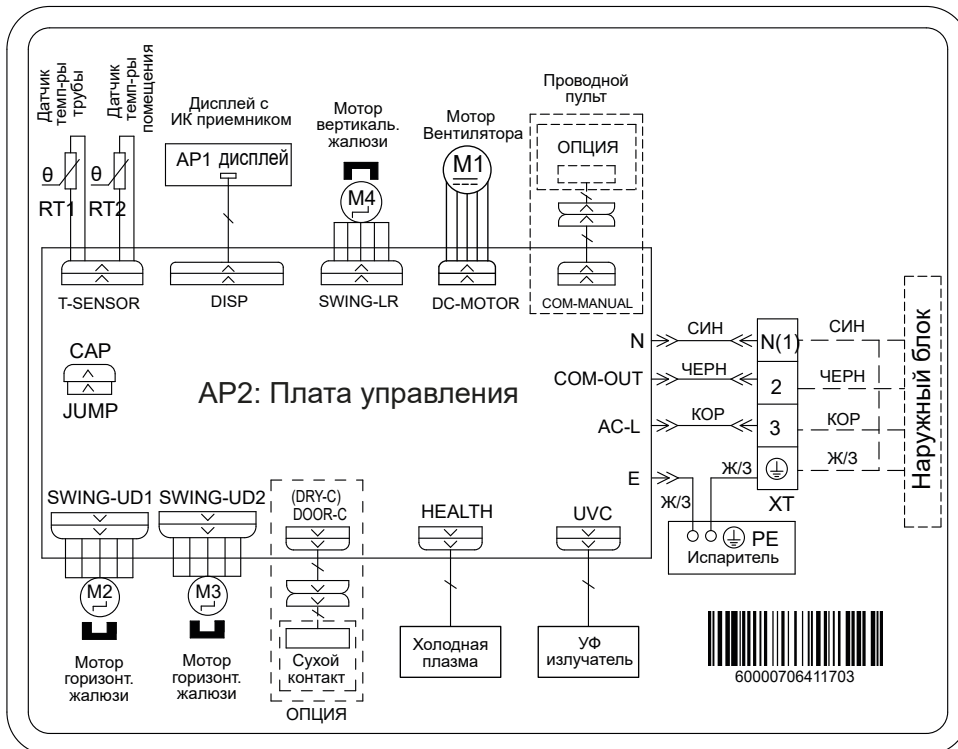 Датчик
темп-ры
трубы
Датчик
темп-ры
помещения
Дисплей с
ИК приемником
AP1 дисплей
Мотор
вертикаль.
жалюзи
Мотор
Вентилятора
Проводной
пульт
ОПЦИЯ
θ
θ
RT1
RT2
M4
M1
T-SENSOR
DISP
SWING-LR
DC-MOTOR
COM-MANUAL
CAP
JUMP
AP2: Плата управления
N
СИН
N(1)
СИН
COM-OUT
ЧЕРН
2
ЧЕРН
AC-L
КОР
3
КОР
E
Ж/З
Ж/З
Ж/З
XT
Наружный блок
PE
Испаритель
SWING-UD1
SWING-UD2
(DRY-C)
DOOR-C
HEALTH
UVC
M2
M3
Мотор
горизонт.
жалюзи
Мотор
горизонт.
жалюзи
Сухой
контакт
ОПЦИЯ
Холодная
плазма
УФ
излучатель
60000706411703